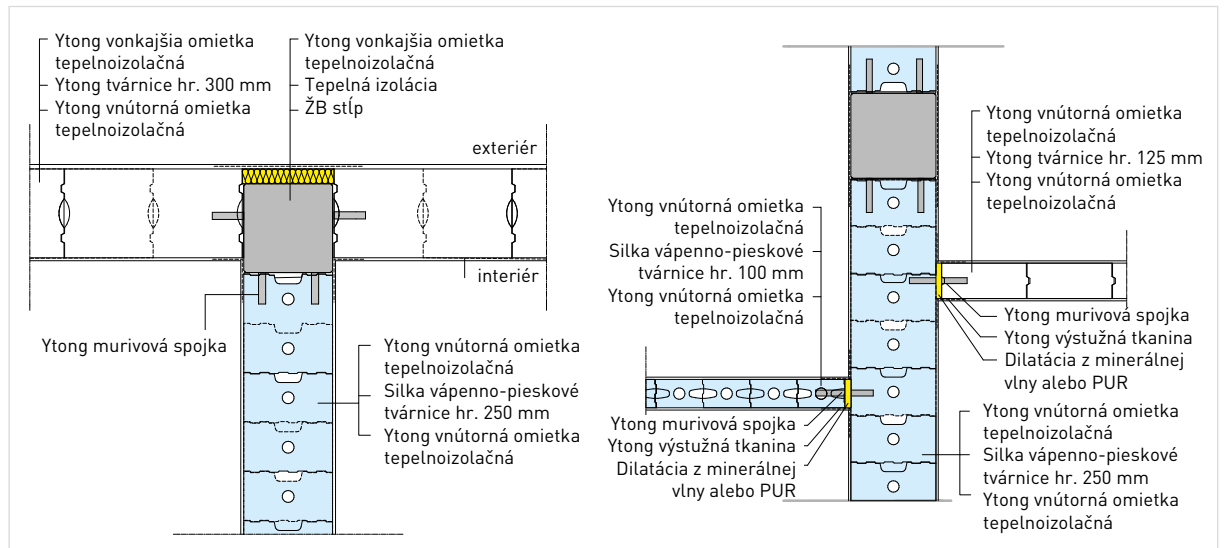 Ytong vonkajšia omietka
tepelnoizolačná
Ytong tvárnice hr. 300 mm
Ytong vnútorná omietka
tepelnoizolačná
Ytong vonkajšia omietka
tepelnoizolačná
Tepelná izolácia
ŽB stĺp
exteriér
interiér
Ytong murivová spojka
Ytong vnútorná omietka
tepelnoizolačná
Silka vápenno-pieskové
tvárnice hr. 250 mm
Ytong vnútorná omietka
tepelnoizolačná
Ytong vnútorná omietka
tepelnoizolačná
Ytong tvárnice hr. 125 mm
Ytong vnútorná omietka
tepelnoizolačná
Ytong vnútorná omietka
tepelnoizolačná
Silka vápenno-pieskové
tvárnice hr. 100 mm
Ytong vnútorná omietka
tepelnoizolačná
Ytong murivová spojka
Ytong výstužná tkanina
Dilatácia z minerálnej
vlny alebo PUR
Ytong murivová spojka
Ytong výstužná tkanina
Dilatácia z minerálnej
vlny alebo PUR
Ytong vnútorná omietka
tepelnoizolačná
Silka vápenno-pieskové
tvárnice hr. 250 mm
Ytong vnútorná omietka
tepelnoizolačná